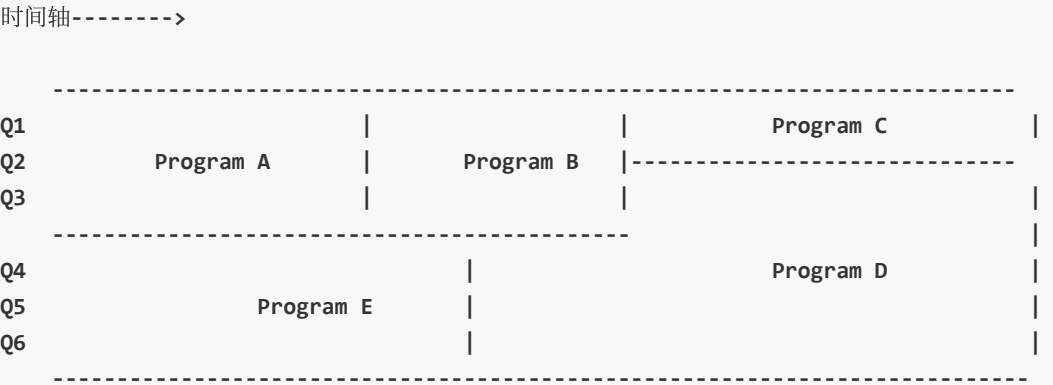 时间轴-------->
---------------------------------------------------------------------------
Q1                          |                   |           Program C           |
Q2          Program A       |       Program B   |------------------------------
Q3                          |                   |                               |
---------------------------------------------                               |
Q4                                  |                       Program D           |
Q5                  Program E       |                                           |
Q6                                  |                                           |
----------------------------------------------------------------------------